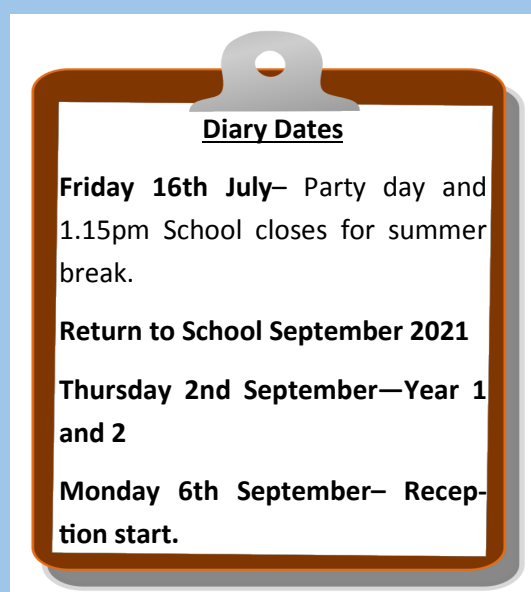 Diary Dates
Friday 16th July– Party day and
1.15pm School closes for summer
break.
Return to School September 2021
Thursday 2nd September—Year 1
and 2
Monday 6th September– Recep-
tion start.